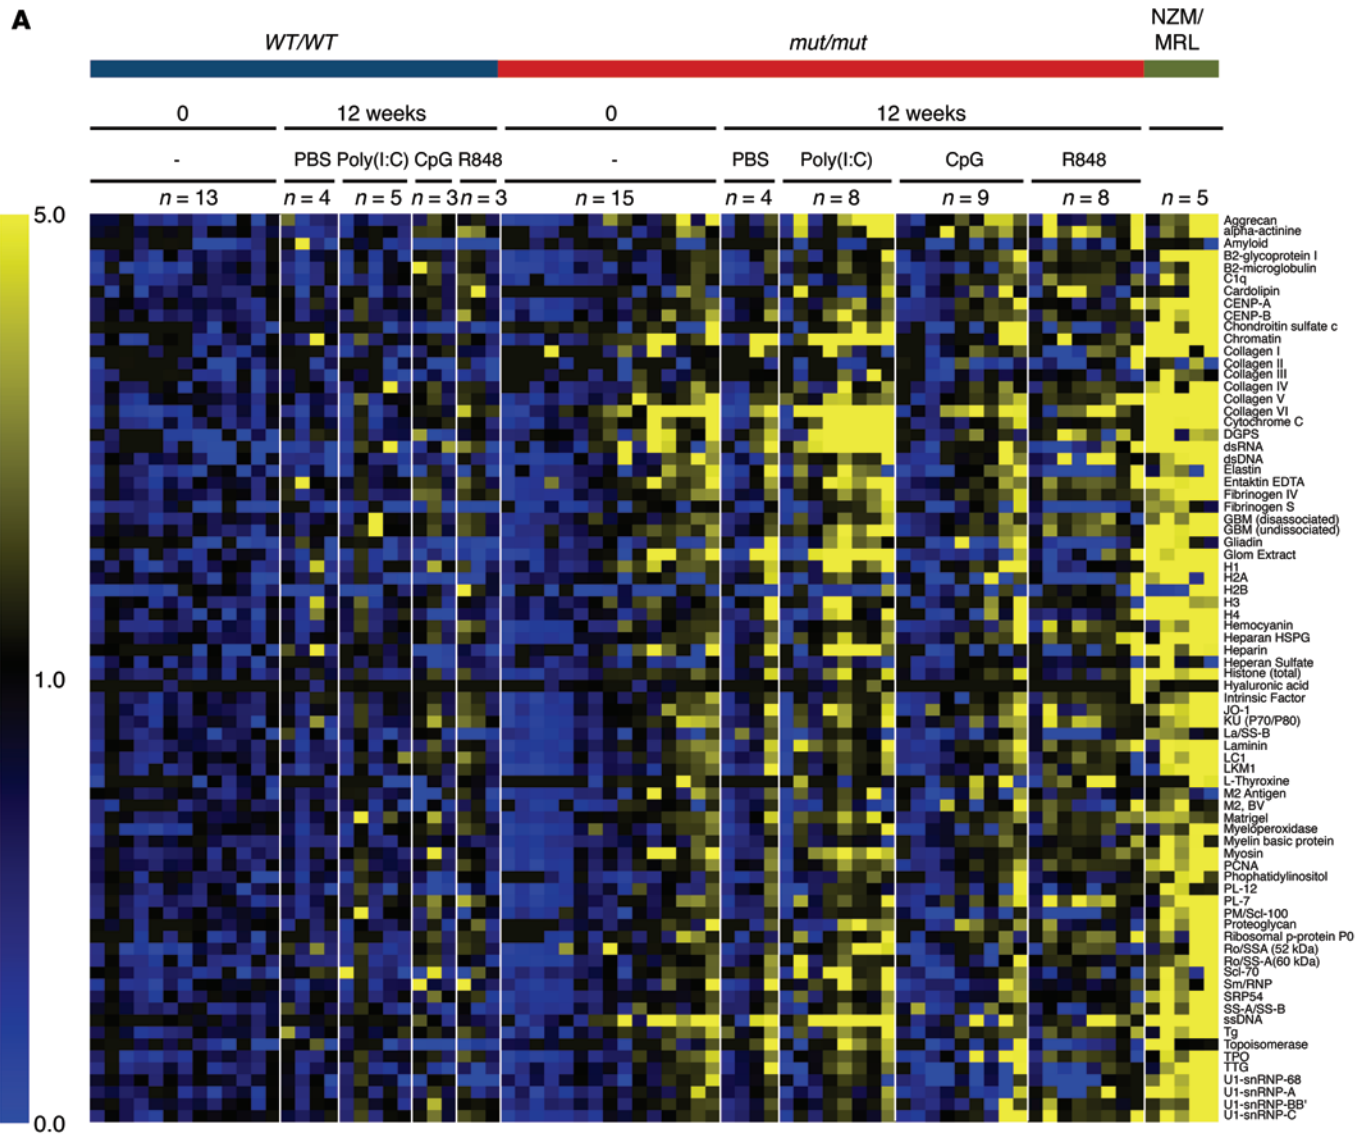 A
WT/WT
mut/mut
NZM/
MRL
0
12 weeks
0
12 weeks
-
PBS Poly(I:C) CpG R848
-
PBS
Poly(I:C)
CpG
R848
n = 13
n = 4
n = 5
n = 3
n = 3
n = 15
n = 4
n = 8
n = 9
n = 8
n = 5
5.0
1.0
0.0
Aggrecan
alpha-actinine
Amyloid
B2-glycoprotein I
B2-microglobulin
C1q
Cardolipin
CENP-A
CENP-B
Chondroitin sulfate c
Chromatin
Collagen I
Collagen II
Collagen III
Collagen IV
Collagen V
Collagen VI
Cytochrome C
DGPS
dsRNA
dsDNA
Elastin
Entaktin EDTA
Fibrinogen IV
Fibrinogen S
GBM (disassociated)
GBM (undissociated)
Gliadin
Glom Extract
H1
H2A
H2B
H3
H4
Hemocyanin
Heparan HSPG
Heparin
Heperan Sulfate
Histone (total)
Hyaluronic acid
Intrinsic Factor
JO-1
KU (P70/P80)
La/SS-B
Laminin
LC1
LKM1
L-Thyroxine
M2 Antigen
M2, BV
Matrigel
Myeloperoxidase
Myelin basic protein
Myosin
PCNA
Phophatidylinositol
PL-12
PL-7
PM/Scl-100
Proteoglycan
Ribosomal p-protein P0
Ro/SSA (52 kDa)
Ro/SS-A(60 kDa)
Scl-70
Sm/RNP
SRP54
SS-A/SS-B
ssDNA
Tg
Topoisomerase
TPO
TTG
U1-snRNP-68
U1-snRNP-A
U1-snRNP-BB'
U1-snRNP-C